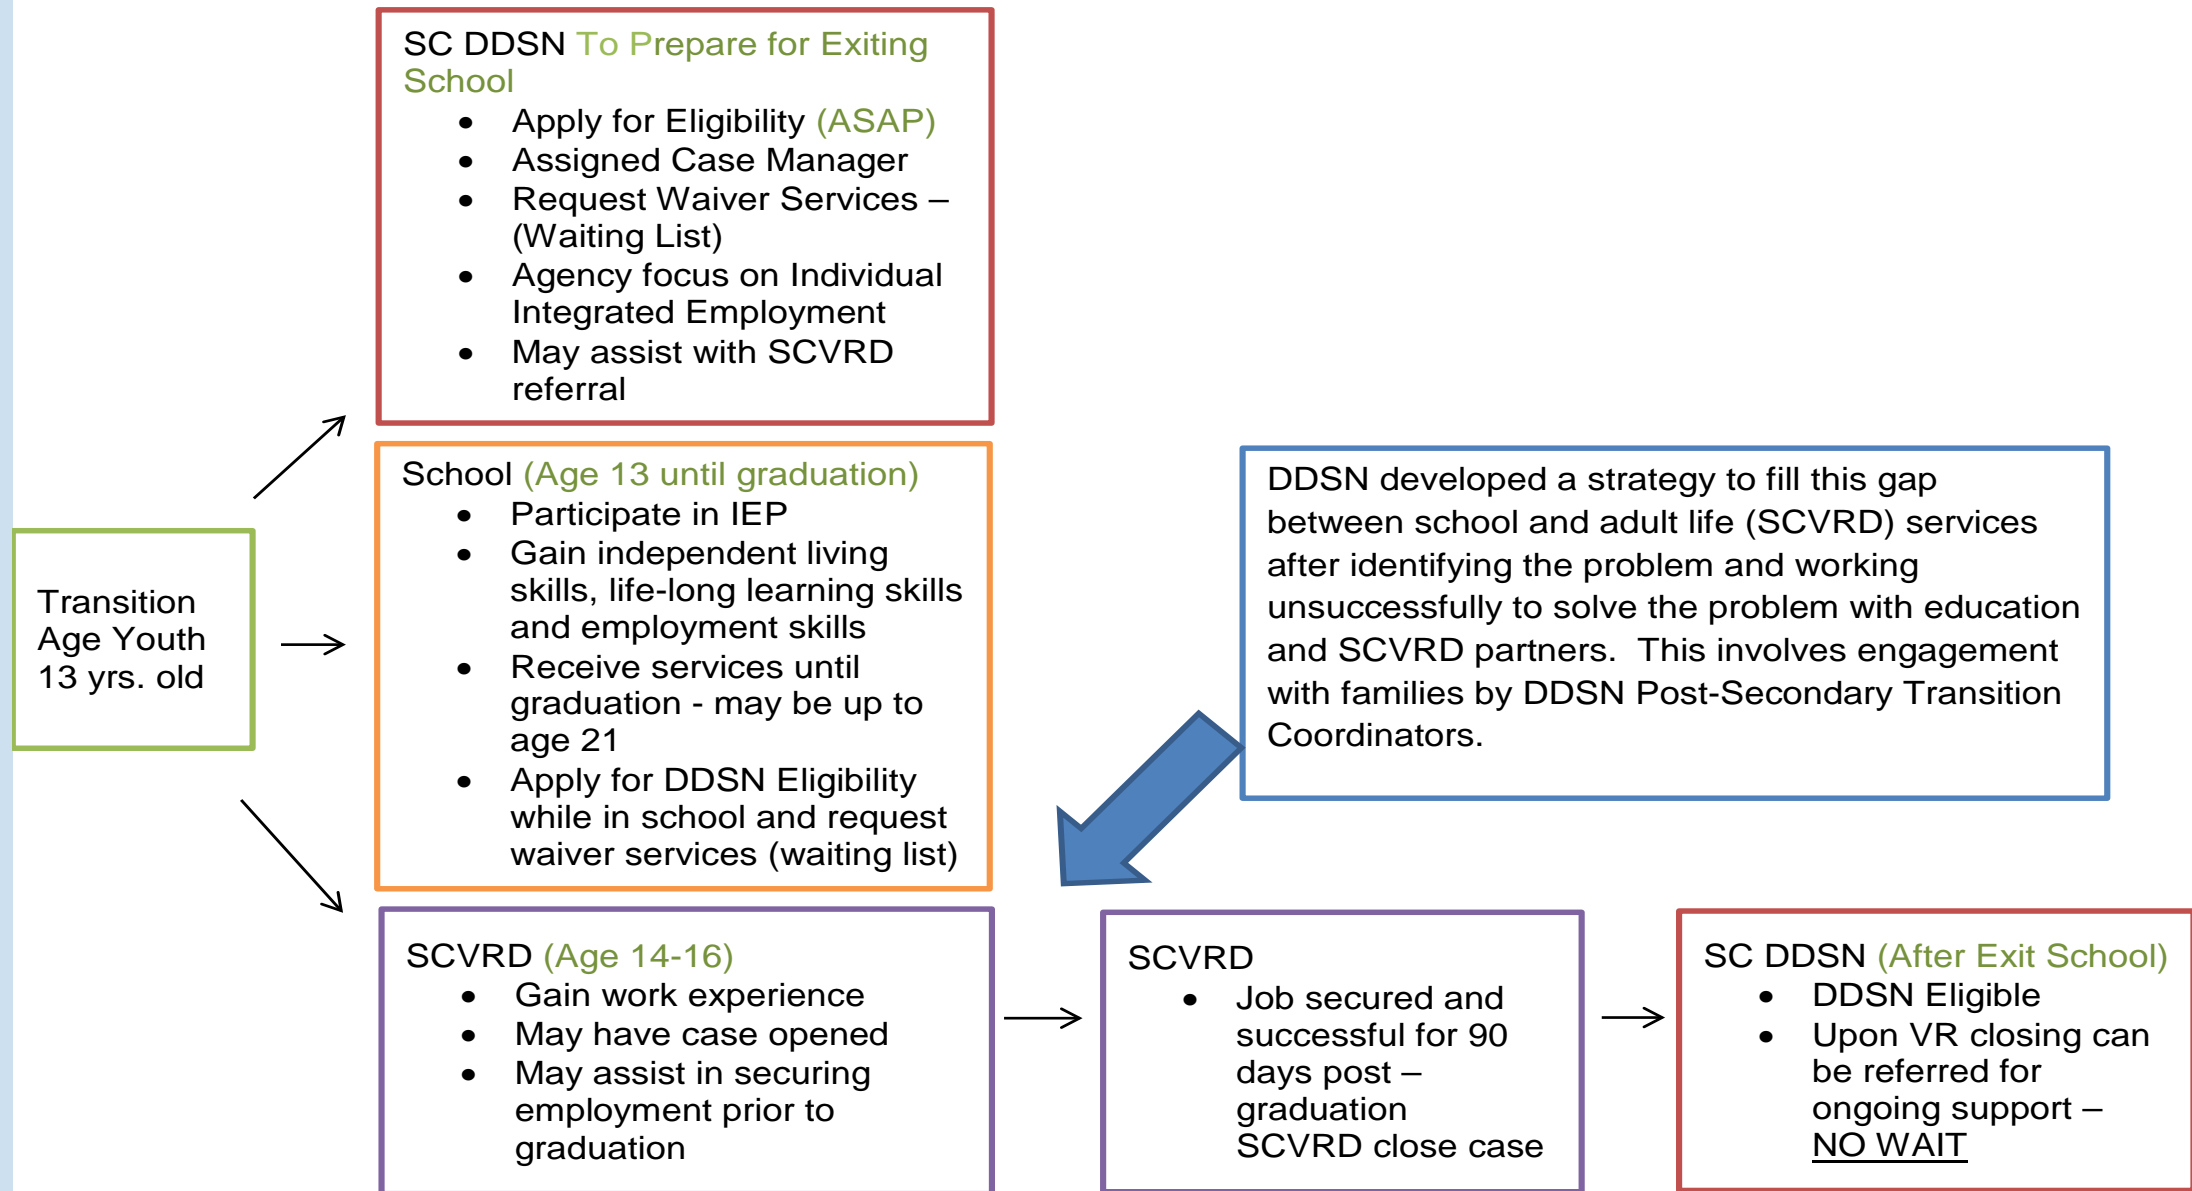 SC DDSN To Prepare for Exiting
School
• Apply for Eligibility (ASAP)
• Assigned Case Manager
• Request Waiver Services –
(Waiting List)
• Agency focus on Individual
Integrated Employment
• May assist with SCVRD
referral
Transition
Age Youth
13 yrs. old
School (Age 13 until graduation)
• Participate in IEP
• Gain independent living
skills, life-long learning skills
and employment skills
• Receive services until
graduation - may be up to
age 21
• Apply for DDSN Eligibility
while in school and request
waiver services (waiting list)
DDSN developed a strategy to fill this gap
between school and adult life (SCVRD) services
after identifying the problem and working
unsuccessfully to solve the problem with education
and SCVRD partners.  This involves engagement
with families by DDSN Post-Secondary Transition
Coordinators.
SCVRD (Age 14-16)
• Gain work experience
• May have case opened
• May assist in securing
employment prior to
graduation
SCVRD
• Job secured and
successful for 90
days post –
graduation
SCVRD close case
SC DDSN (After Exit School)
• DDSN Eligible
• Upon VR closing can
be referred for
ongoing support –
NO WAIT